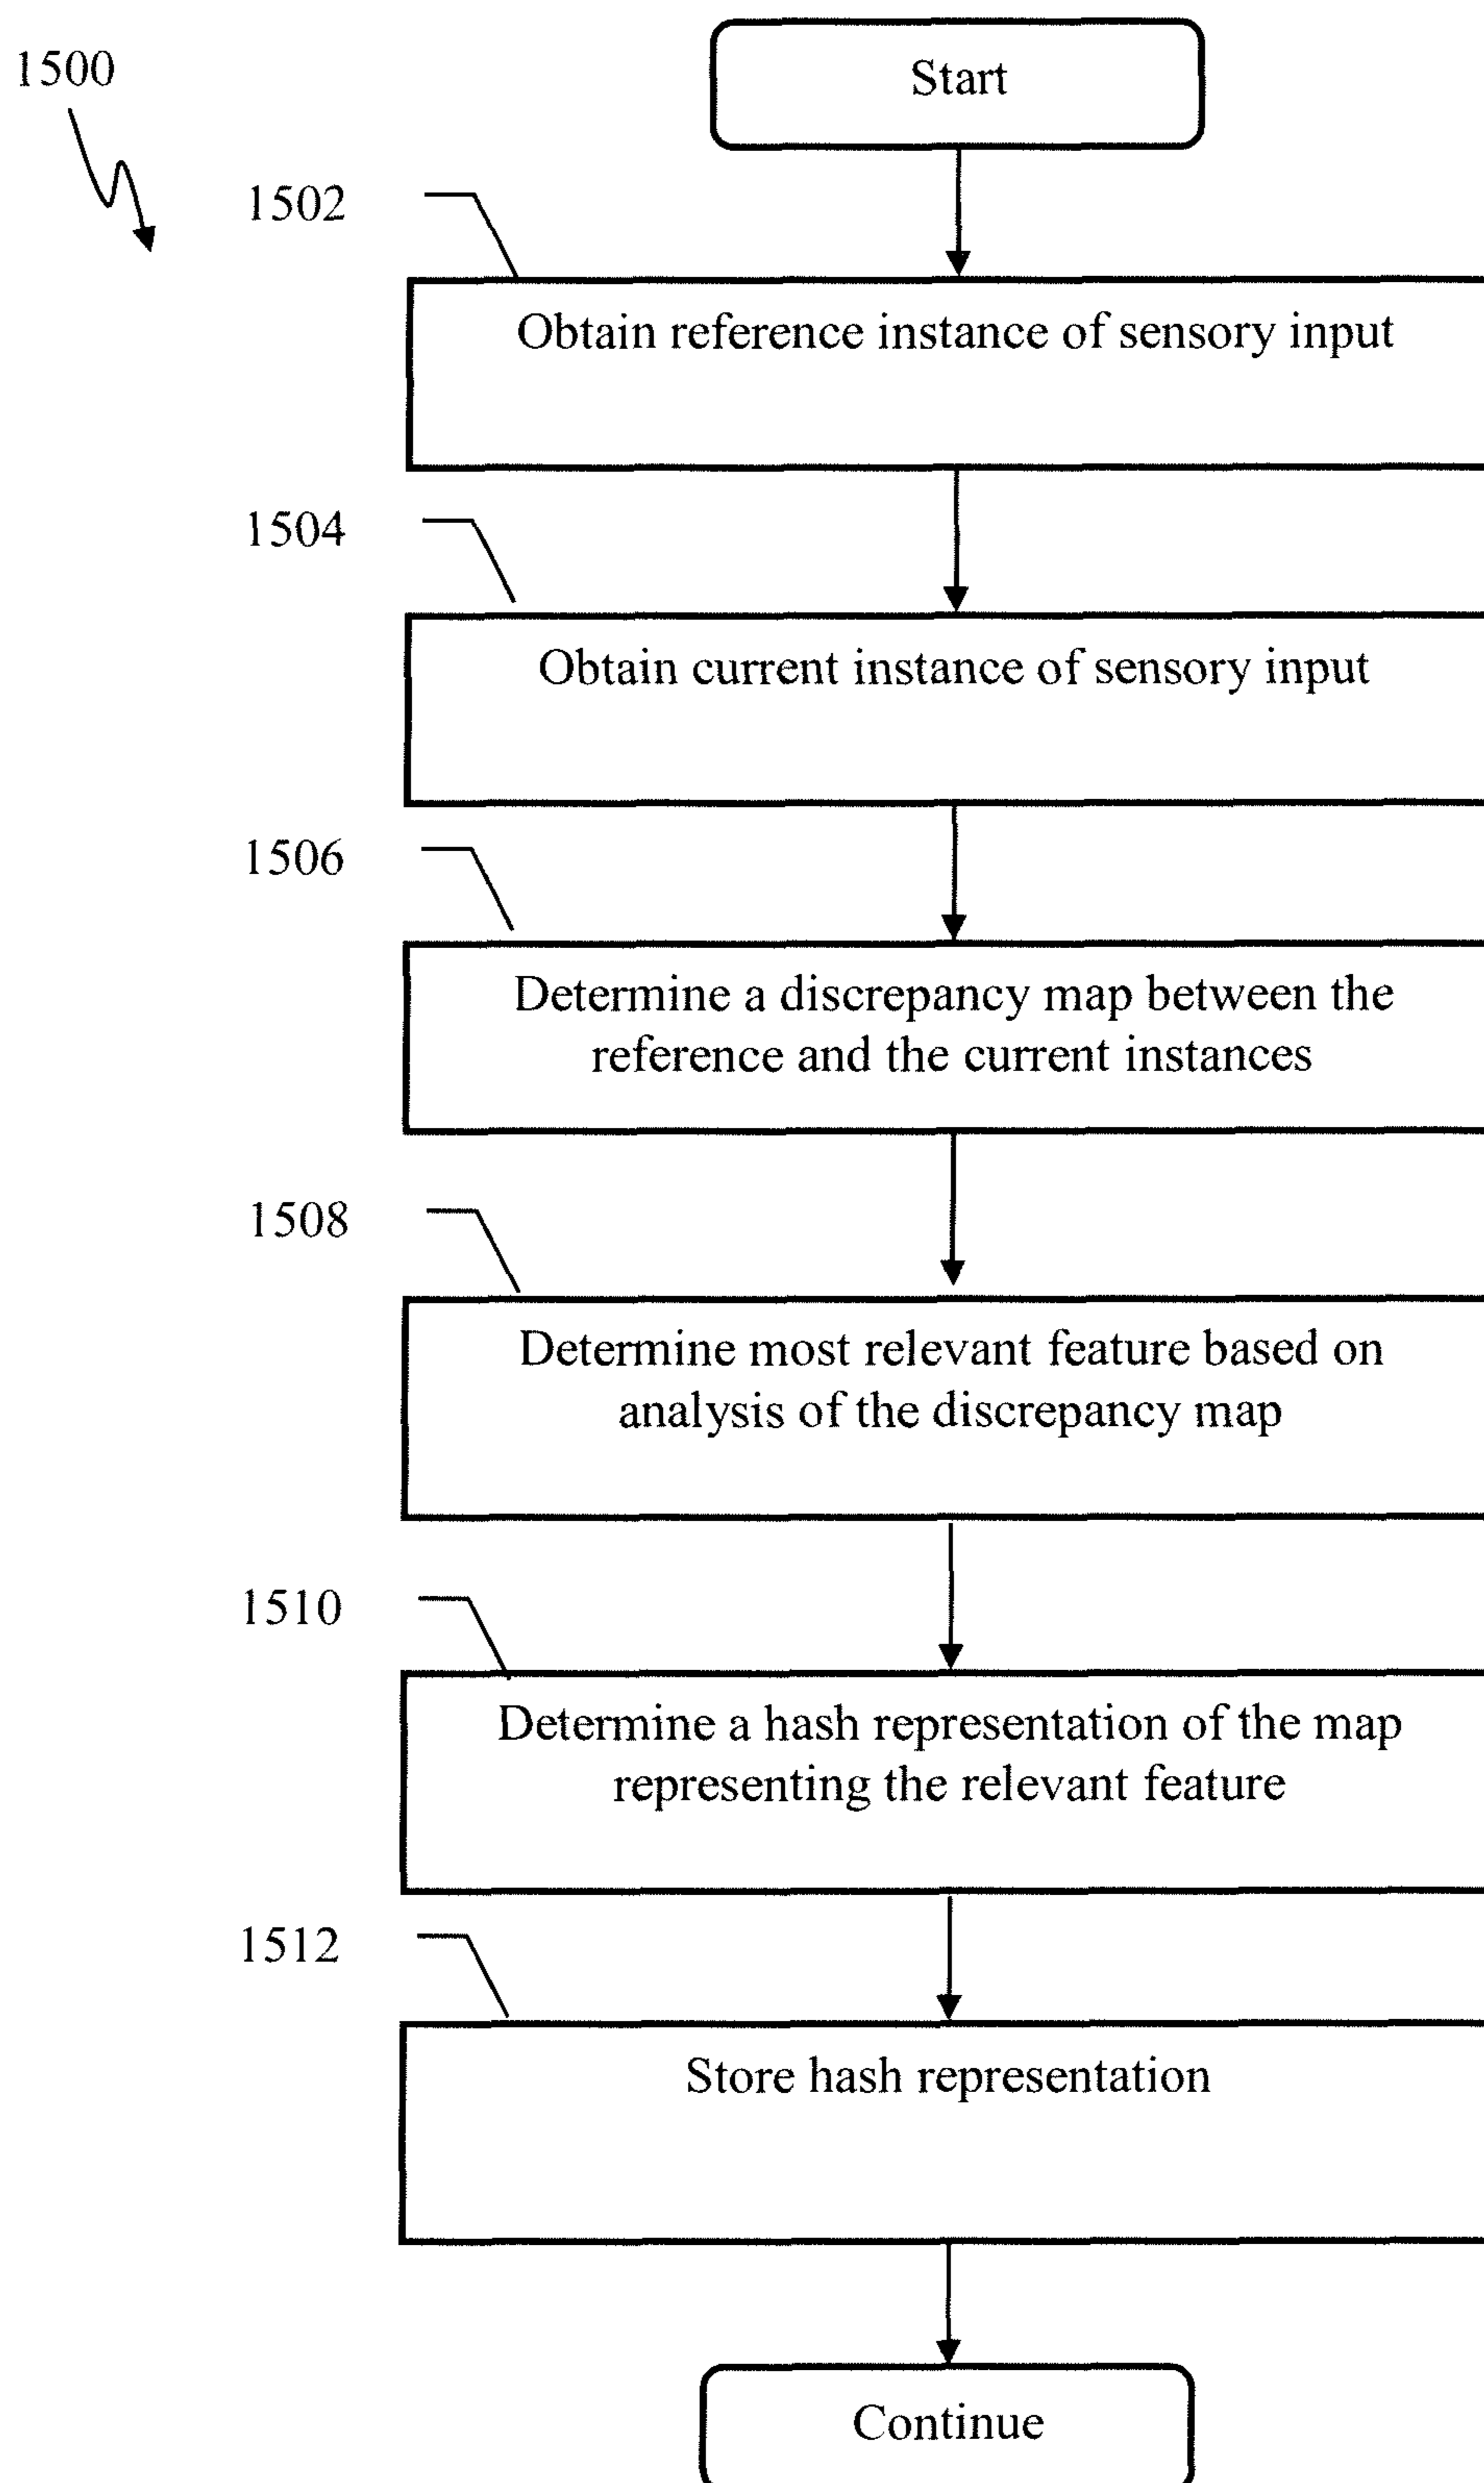 1500
Start
1502
Obtain reference instance of sensory input
1504
Obtain current instance of sensory input
1506
Determine a discrepancy map between the
reference and the current instances
1508
Determine most relevant feature based on
analysis of the discrepancy map
1510
Determine a hash representation of the map
representing the relevant feature
1512
Store hash representation
Continue